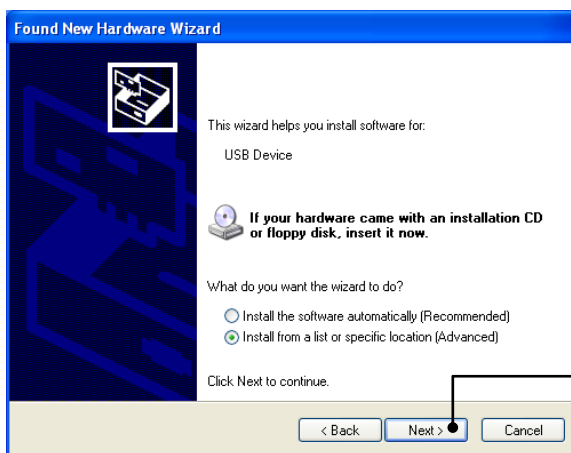 Found New Hardware Wizard
This wizard helps you install software for:
USB Device
If your hardware came with an installation CD
or floppy disk, insert it now.
What do you want the wizard to do?
Install the software automatically (Recommended)
Install from a list or specific location (Advanced)
Click Next to continue.
< Back Next > Cancel